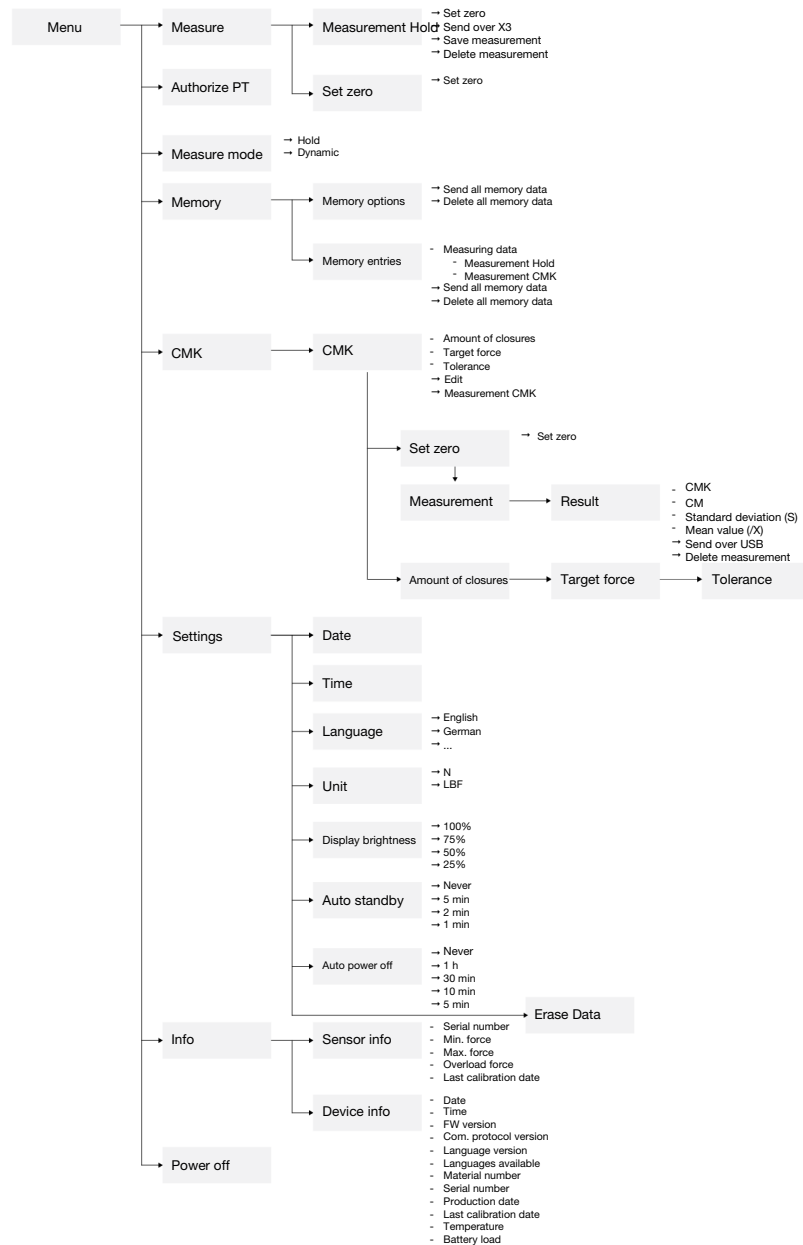 Menu
Measure
Measurement Hold
→ Set zero
→ Send over X3
→ Save measurement
→ Delete measurement
Authorize PT
Set zero
→ Set zero
Measure mode
→ Hold
→ Dynamic
Memory
Memory options
→ Send all memory data
→ Delete all memory data
Memory entries
- Measuring data
- Measurement Hold
- Measurement CMK
→ Send all memory data
→ Delete all memory data
CMK
CMK
- Amount of closures
- Target force
- Tolerance
→ Edit
→ Measurement CMK
Set zero
→ Set zero
Measurement
Result
- CMK
- CM
- Standard deviation (S)
- Mean value (/X)
→ Send over USB
→ Delete measurement
Amount of closures
Target force
Tolerance
Settings
Date
Time
Language
→ English
→ German
→ ...
Unit
→ N
→ LBF
Display brightness
→ 100%
→ 75%
→ 50%
→ 25%
Auto standby
→ Never
→ 5 min
→ 2 min
→ 1 min
Auto power off
→ Never
→ 1 h
→ 30 min
→ 10 min
→ 5 min
Erase Data
Info
Sensor info
- Serial number
- Min. force
- Max. force
- Overload force
- Last calibration date
Device info
- Date
- Time
- FW version
- Com. protocol version
- Language version
- Languages available
- Material number
- Serial number
- Production date
- Last calibration date
- Temperature
- Battery load
Power off